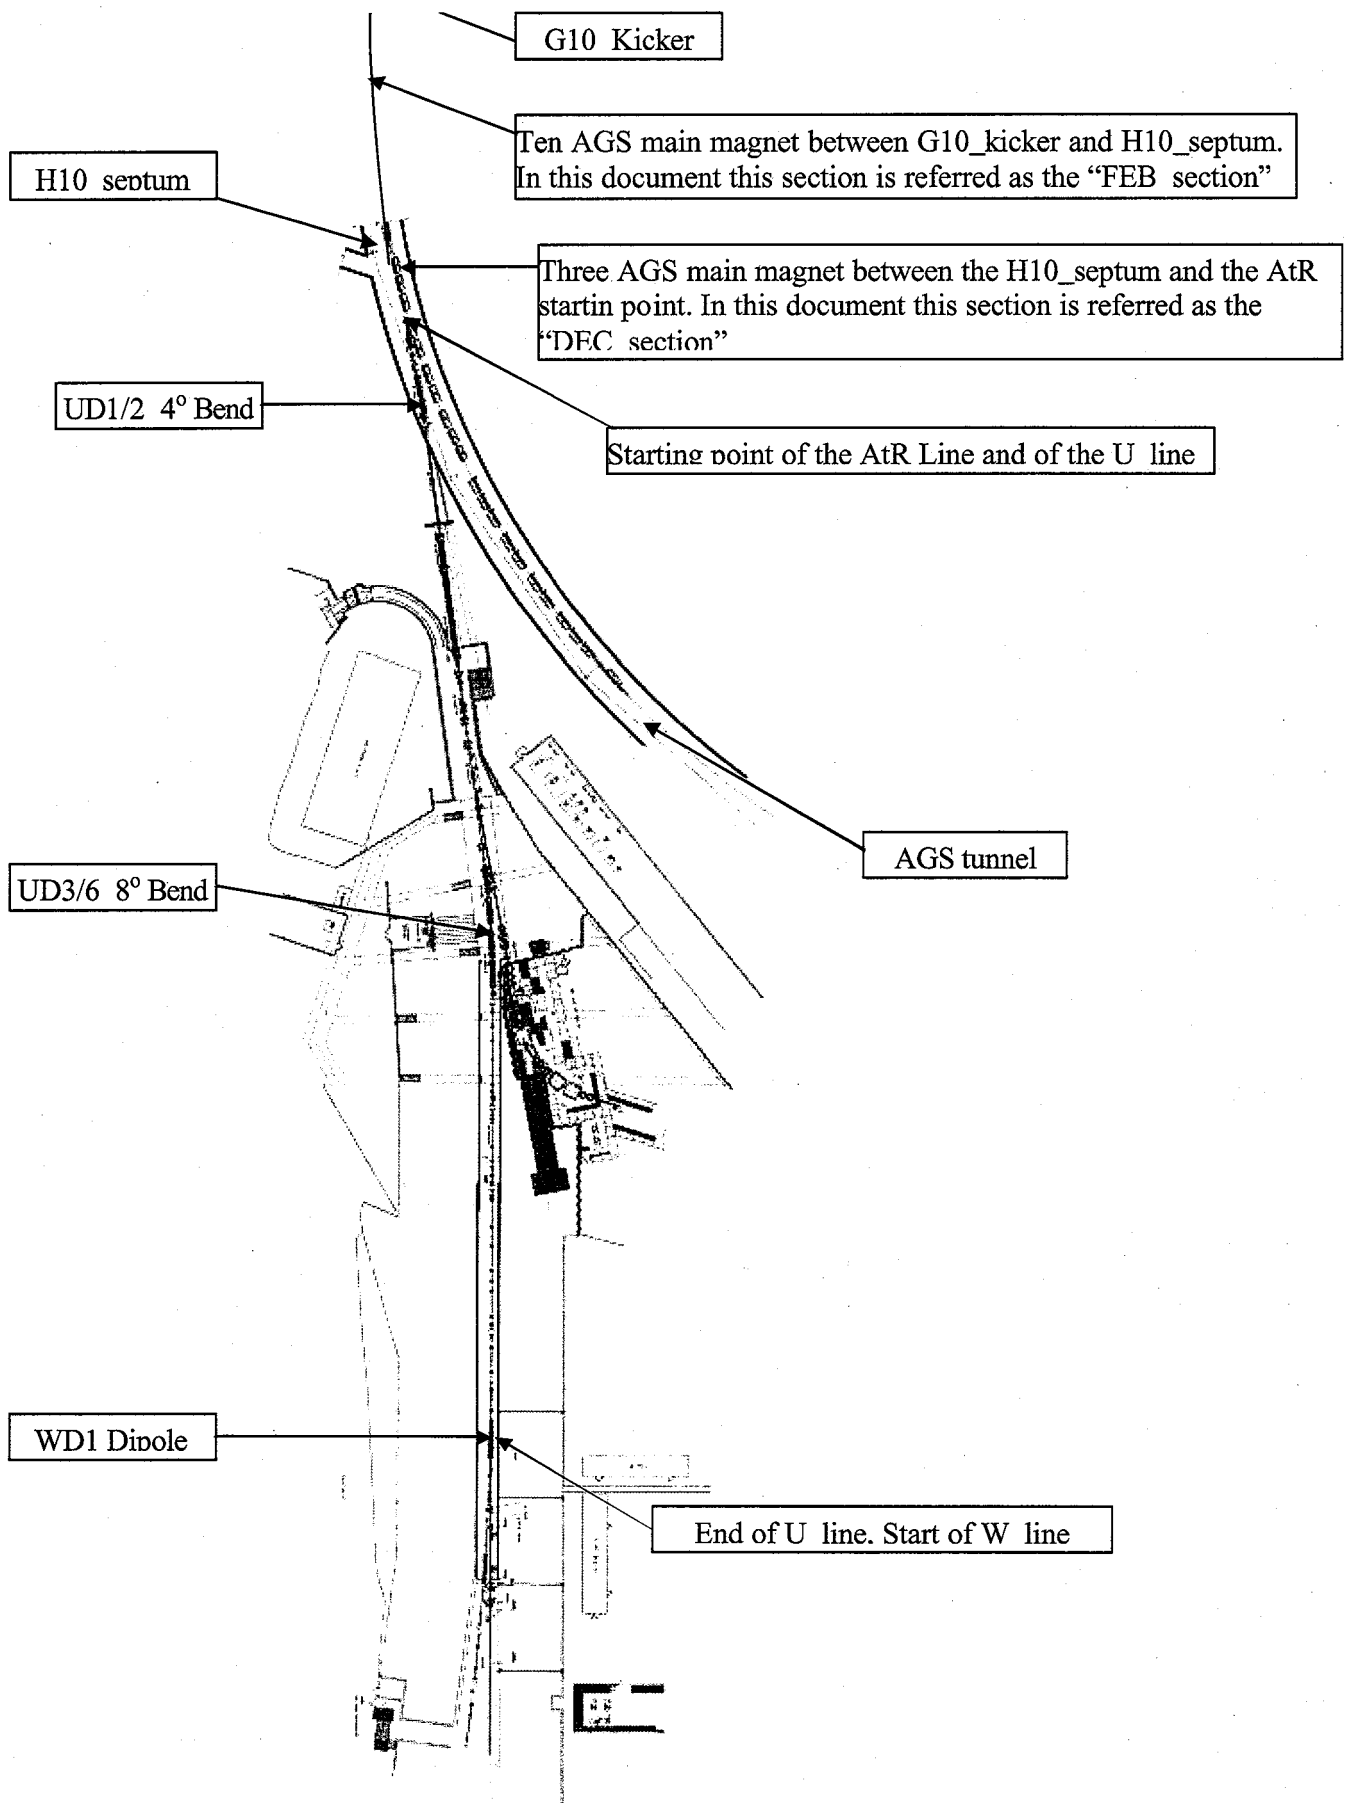 G10 Kicker
Ten AGS main magnet between G10_kicker and H10_septum.
In this document this section is referred as the “FEB section”
H10 septum
Three AGS main magnet between the H10_septum and the AtR
startin point. In this document this section is referred as the
“DEC section”
UD1/2 4° Bend
Starting point of the AtR Line and of the U line
AGS tunnel
UD3/6 8° Bend
WD1 Dipole
End of U line. Start of W line